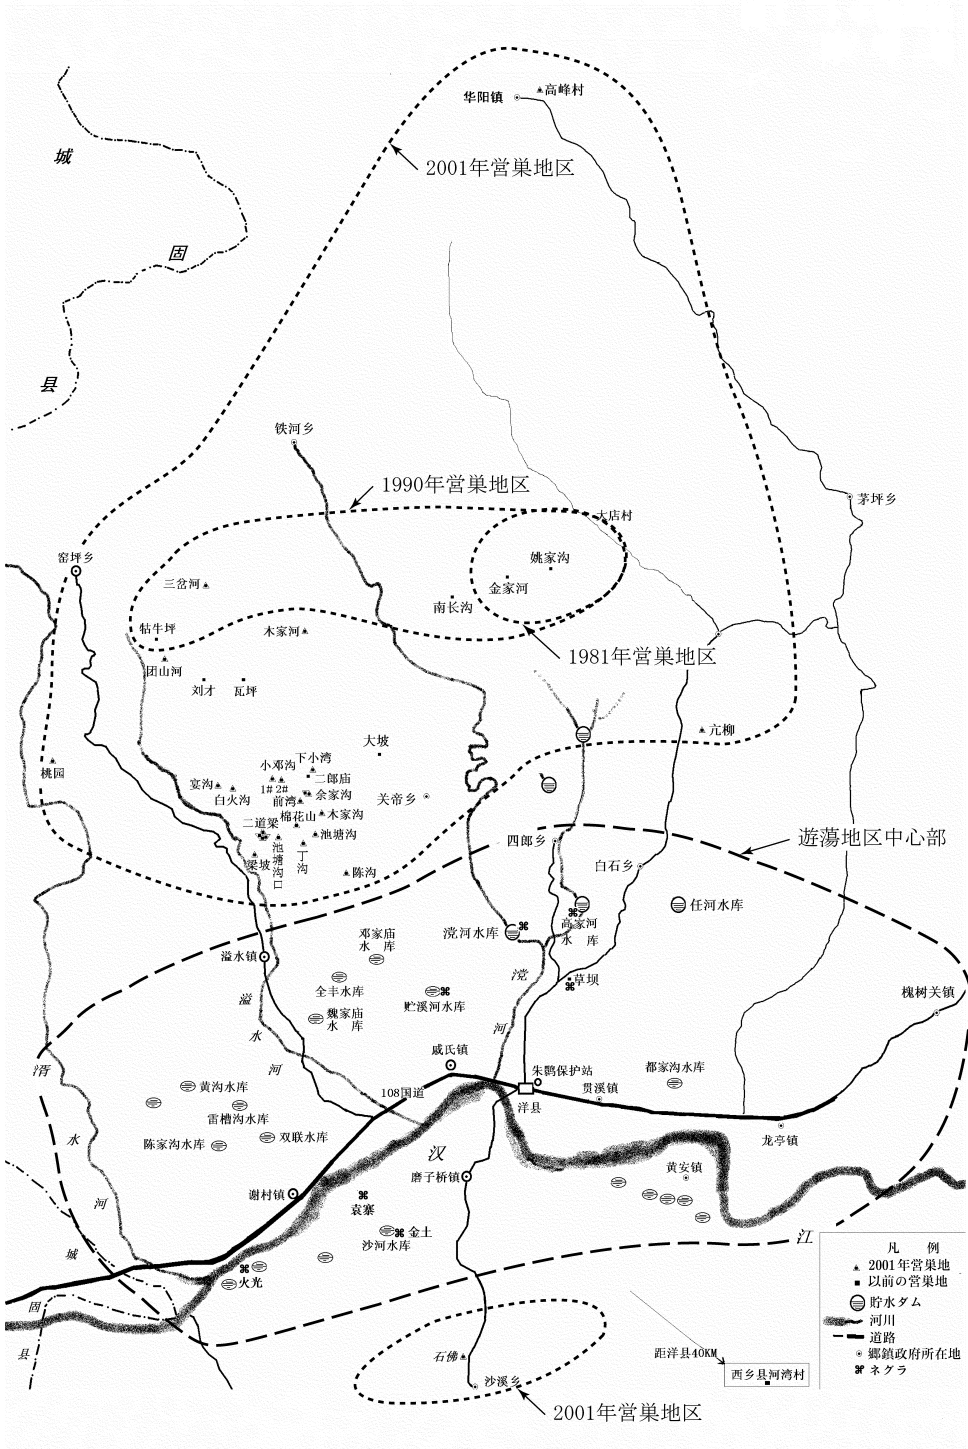 华阳镇
高峰村
城
2001年営巣地区
固
县
铁河乡
1990年営巣地区
茅坪乡
大店村
窑坪乡
姚家沟
三岔河
金家河
南长沟
牯牛坪
木家河
1981年営巣地区
团山河
刘才
瓦坪
亢柳
大坡
桃园
下小湾
小邓沟
二郎庙
宴沟
1# 2#
白火沟
前湾
余家沟
关帝乡
棉花山
木家沟
二道梁
池塘沟
四郎乡
遊蕩地区中心部
梁坡
池塘沟口
丁沟
陈沟
白石乡
任河水库
高家河
水 库
邓家庙
水 库
溢水镇
草坝
全丰水库
贮溪河水库
槐树关镇
溢
水
河
魏家庙
水 库
河
戚氏镇
朱鹮保护站
都家沟水库
黄沟水库
108国道
贯溪镇
洋县
雷槽沟水库
陈家沟水库
双联水库
龙亭镇
水
河
汉
磨子桥镇
黄安镇
谢村镇
袁寨
金土
沙河水库
江
城
固
县
火光
凡 例
2001年営巣地
以前の営巣地
貯水ダム
河川
道路
郷鎮政府所在地
ネグラ
石佛
沙溪乡
距洋县40KM
西乡县河湾村
2001年営巣地区